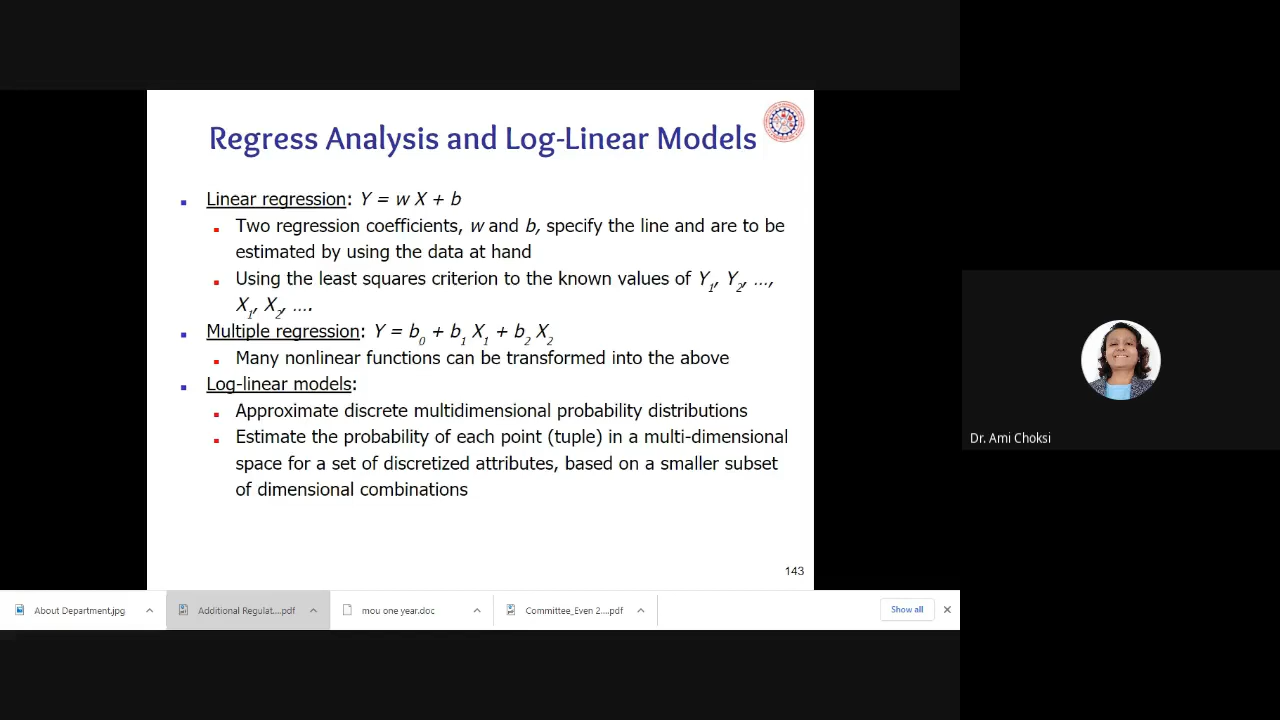 Regress Analysis and Log-Linear Models
Linear regression: Y = w X + b
Two regression coefficients, w and b, specify the line and are to be
estimated by using the data at hand
Using the least squares criterion to the known values of Y1, Y2, ...,
X1, X2, ....
Multiple regression: Y = b0 + b1 X1 + b2 X2
Many nonlinear functions can be transformed into the above
Log-linear models:
Approximate discrete multidimensional probability distributions
Estimate the probability of each point (tuple) in a multi-dimensional
space for a set of discretized attributes, based on a smaller subset
of dimensional combinations
143
Dr. Ami Choksi
About Department.jpg
Additional Regulat....pdf
mou one year.doc
Committee_Even 2....pdf
Show all